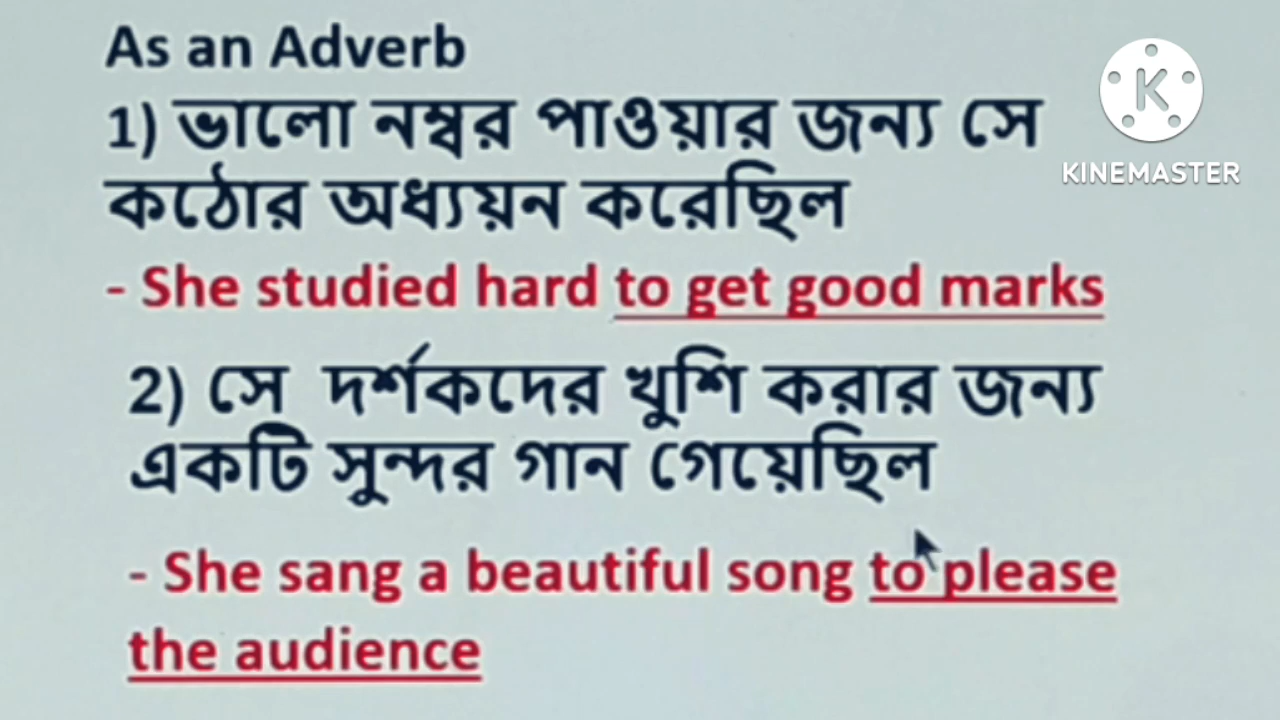 As an Adverb
1) ভালো নম্বর পাওয়ার জন্য সে
কঠোর অধ্যয়ন করেছিল
- She studied hard to get good marks
2) সে দর্শকদের খুশি করার জন্য
একটি সুন্দর গান গেয়েছিল
- She sang a beautiful song to please
the audience
K
KINEMASTER